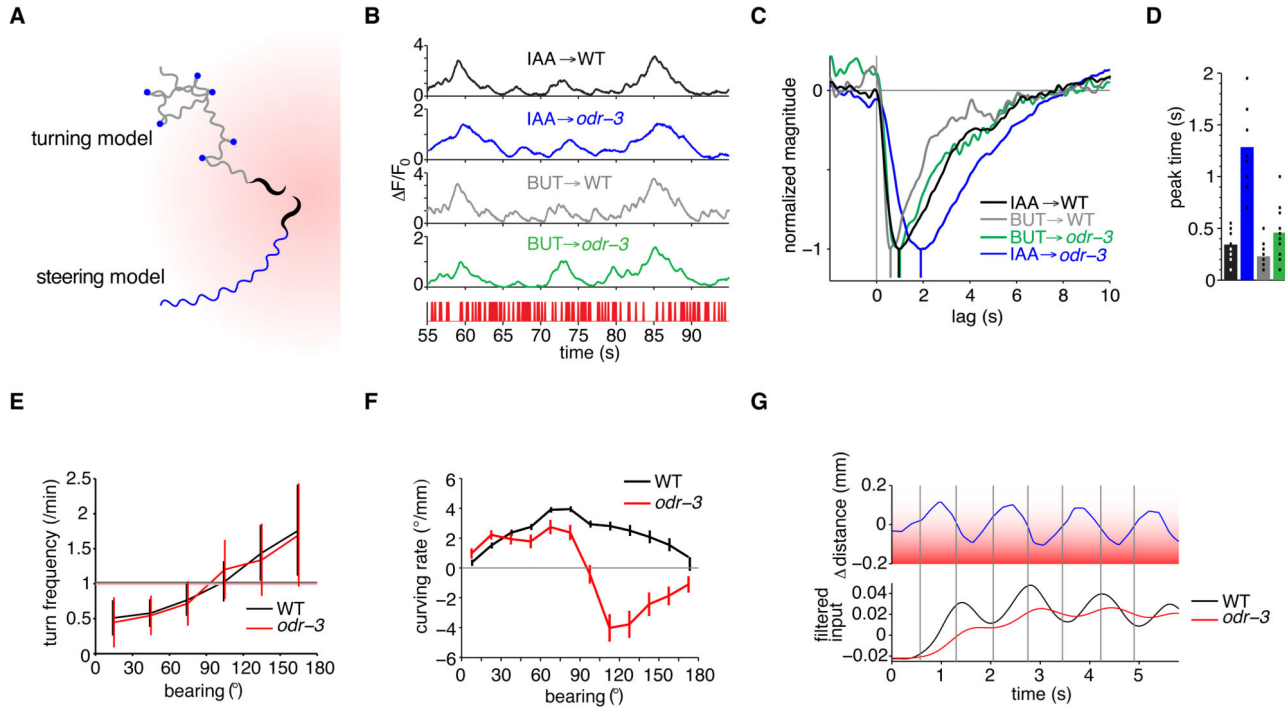 A
turning model
steering model
B
IAA→WT
IAA→odr-3
BUT→WT
BUT→odr-3
ΔF/F0
4
2
0
2
1
0
4
2
0
2
1
0
55 60 65 70 75 80 85 90
time (s)
C
normalized magnitude
0
-1
IAA→WT
BUT→WT
BUT→odr-3
IAA→odr-3
0 2 4 6 8 10
lag (s)
D
peak time (s)
2
1.5
1
0.5
0
E
turn frequency (/min)
2.5
2
1.5
1
0.5
0
WT
odr-3
0 30 60 90 120 150 180
bearing (°)
F
curving rate (°/mm)
6
4
2
0
−2
−4
−6
WT
odr-3
0 30 60 90 120 150 180
bearing (°)
G
Δ distance (mm)
0.2
0
−0.2
filtered
input
0.04
0.02
0
−0.02
WT
odr-3
0 1 2 3 4 5
time (s)